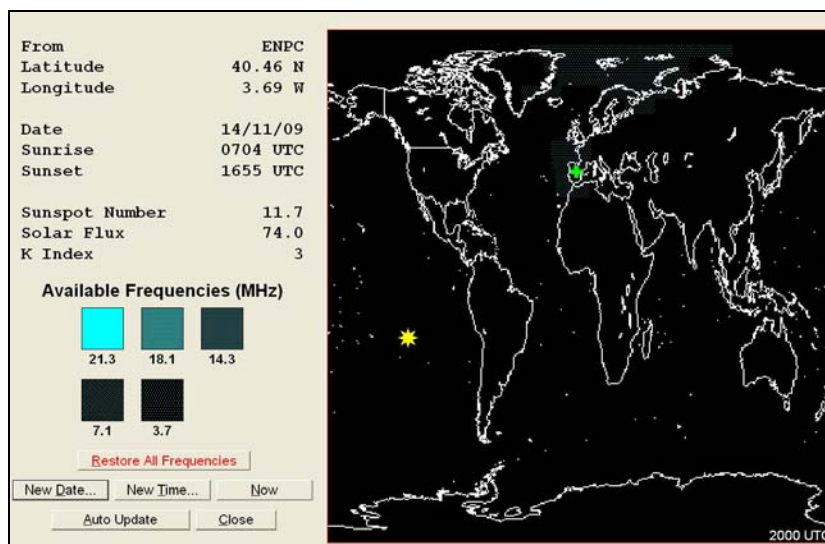 From ENPC
Latitude 40.46 N
Longitude 3.69 W
Date 14/11/09
Sunrise 0704 UTC
Sunset 1655 UTC
Sunspot Number 11.7
Solar Flux 74.0
K Index 3
Available Frequencies (MHz)
21.3 18.1 14.3
7.1 3.7
Restore All Frequencies
New Date... New Time... Now
Auto Update Close
2000 UTC